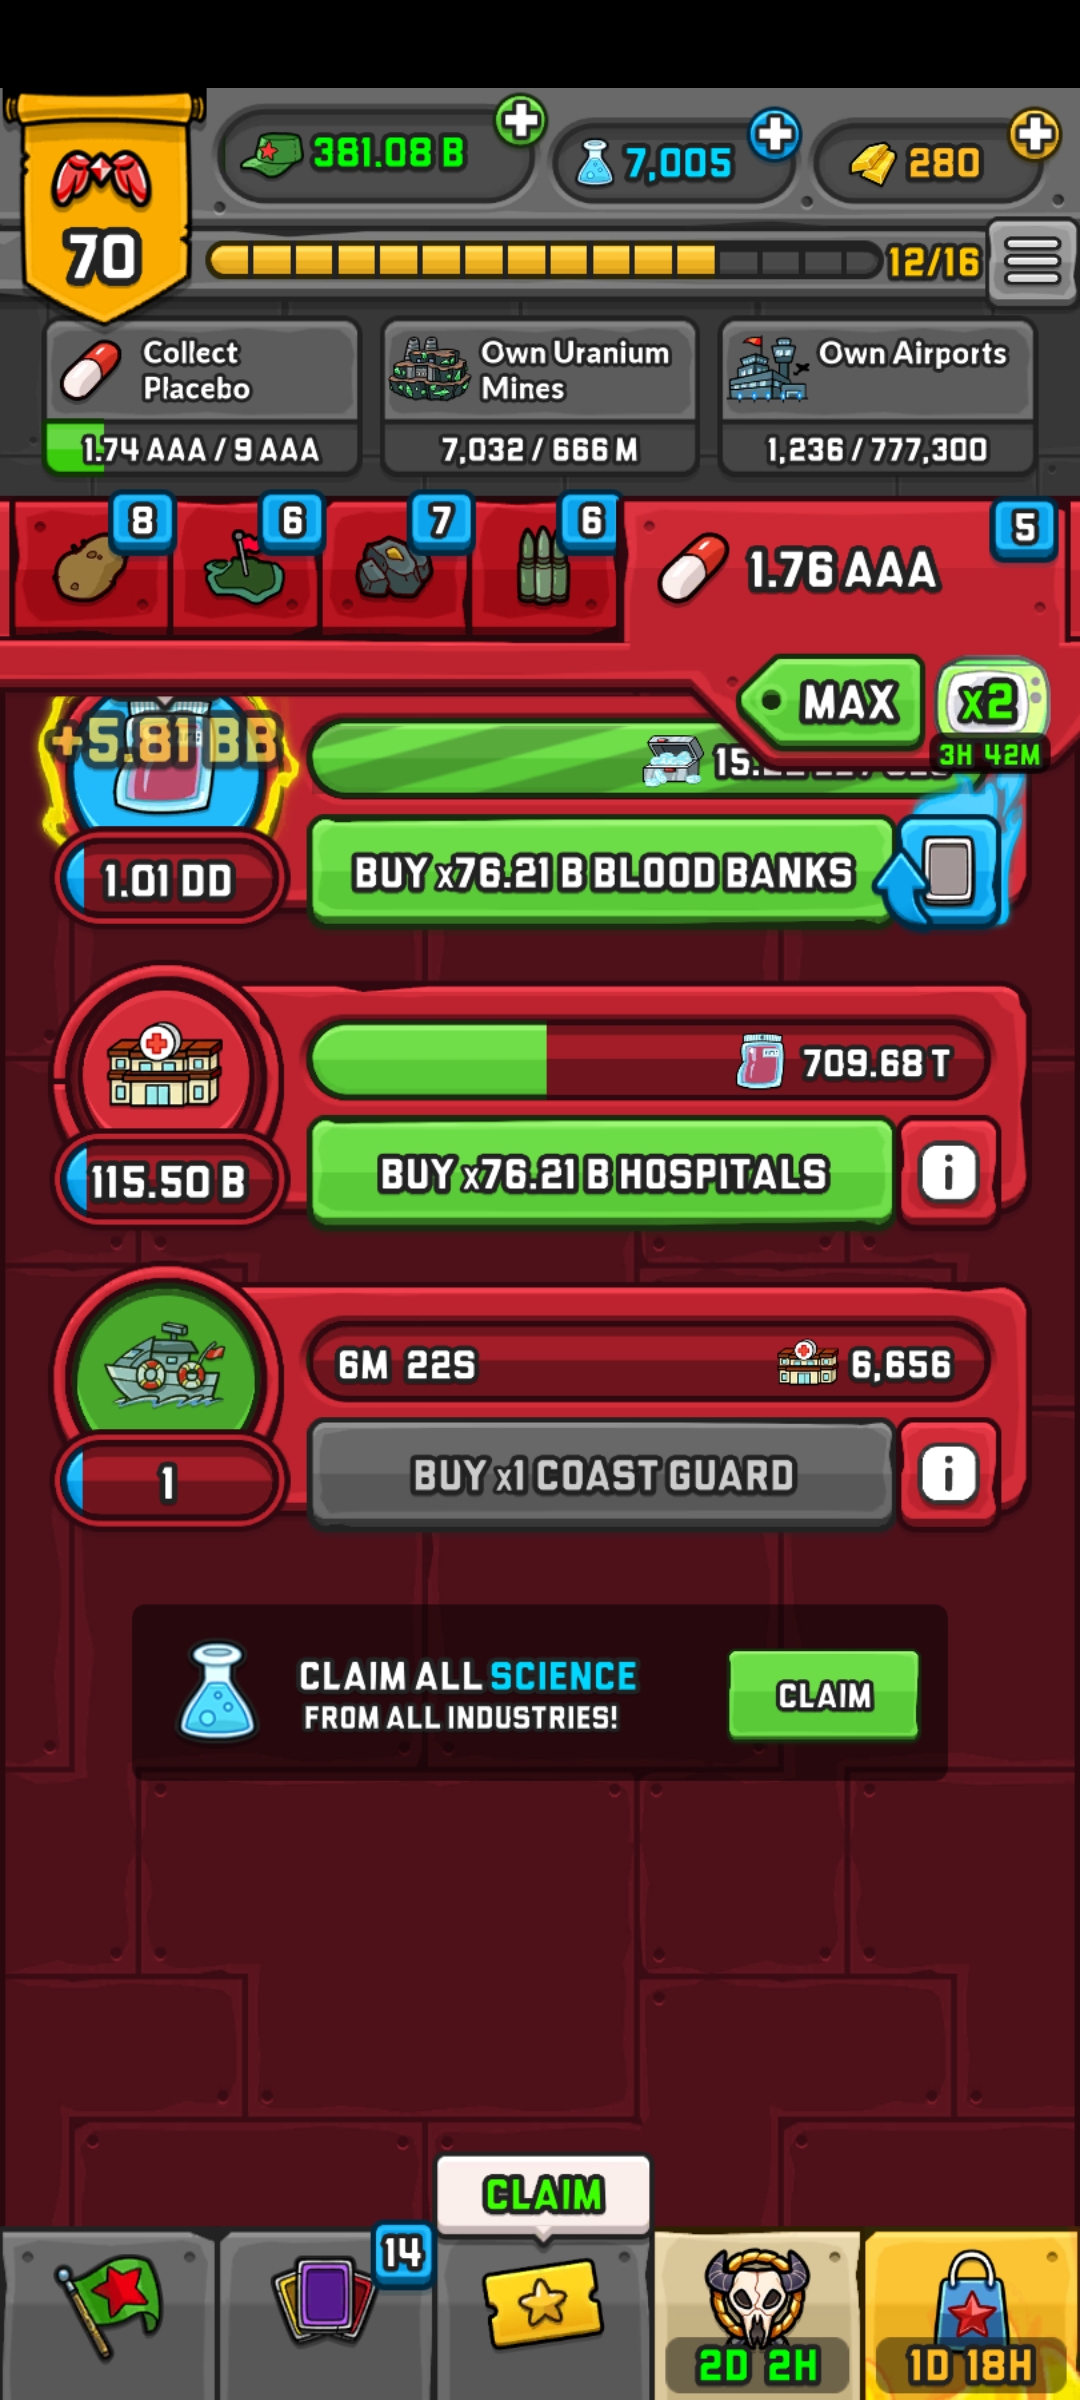 381.08 B
7,005
280
70
12/16
Collect
Placebo
1.74 AAA / 9 AAA
Own Uranium
Mines
7,032 / 666 M
Own Airports
1,236 / 777,300
8
6
7
6
5
1.76 AAA
MAX
x2
3H 42M
+5.81 BB
15.
1.01 DD
BUY x76.21 B BLOOD BANKS
709.68 T
115.50 B
BUY x76.21 B HOSPITALS
i
6M 22S
6,656
1
BUY x1 COAST GUARD
i
CLAIM ALL SCIENCE
FROM ALL INDUSTRIES!
CLAIM
CLAIM
14
2D 2H
1D 18H